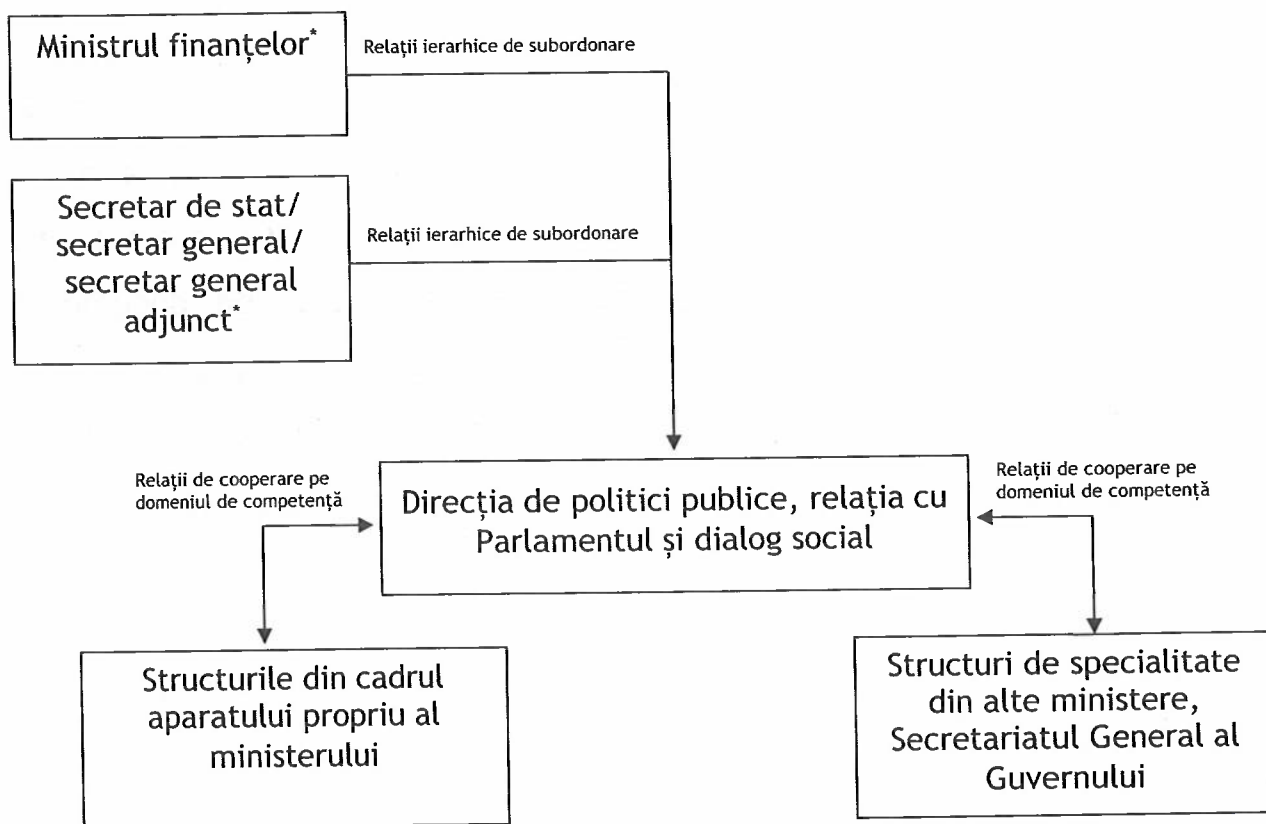 Ministrul finanțelor*
Relații ierarhice de subordonare
Secretar de stat/
secretar general/
secretar general
adjunct*
Relații ierarhice de subordonare
Relații de cooperare pe
domeniul de competență
Direcția de politici publice, relația cu
Parlamentul și dialog social
Relații de cooperare pe
domeniul de competență
Structurile din cadrul
aparatului propriu al
ministerului
Structuri de specialitate
din alte ministere,
Secretariatul General al
Guvernului